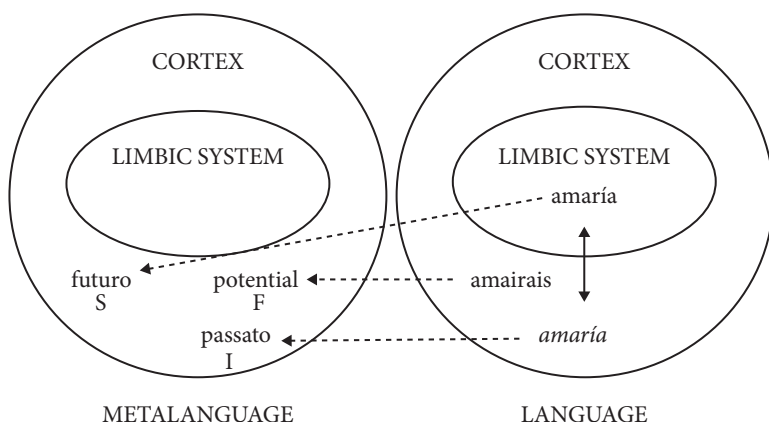 CORTEX CORTEX
LIMBIC SYSTEM LIMBIC SYSTEM
amaría
futuro potential amairais
S F
passato amaría
I
METALANGUAGE LANGUAGE